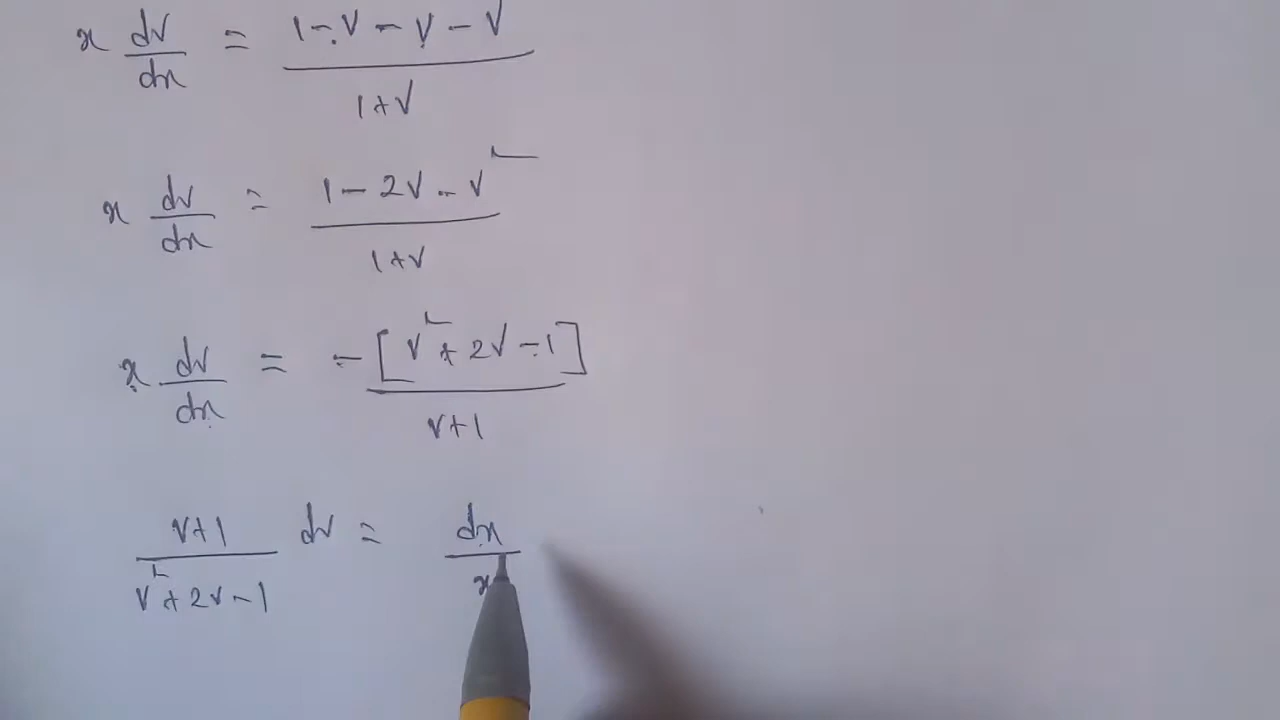 x dv/dx = (1 - v - v - v)/(1+v)
x dv/dx = (1 - 2v - v²)/(1+v)
x dv/dx = -[v² + 2v - 1]/(v+1)
(v+1)/(v² + 2v - 1) dv = dx/x